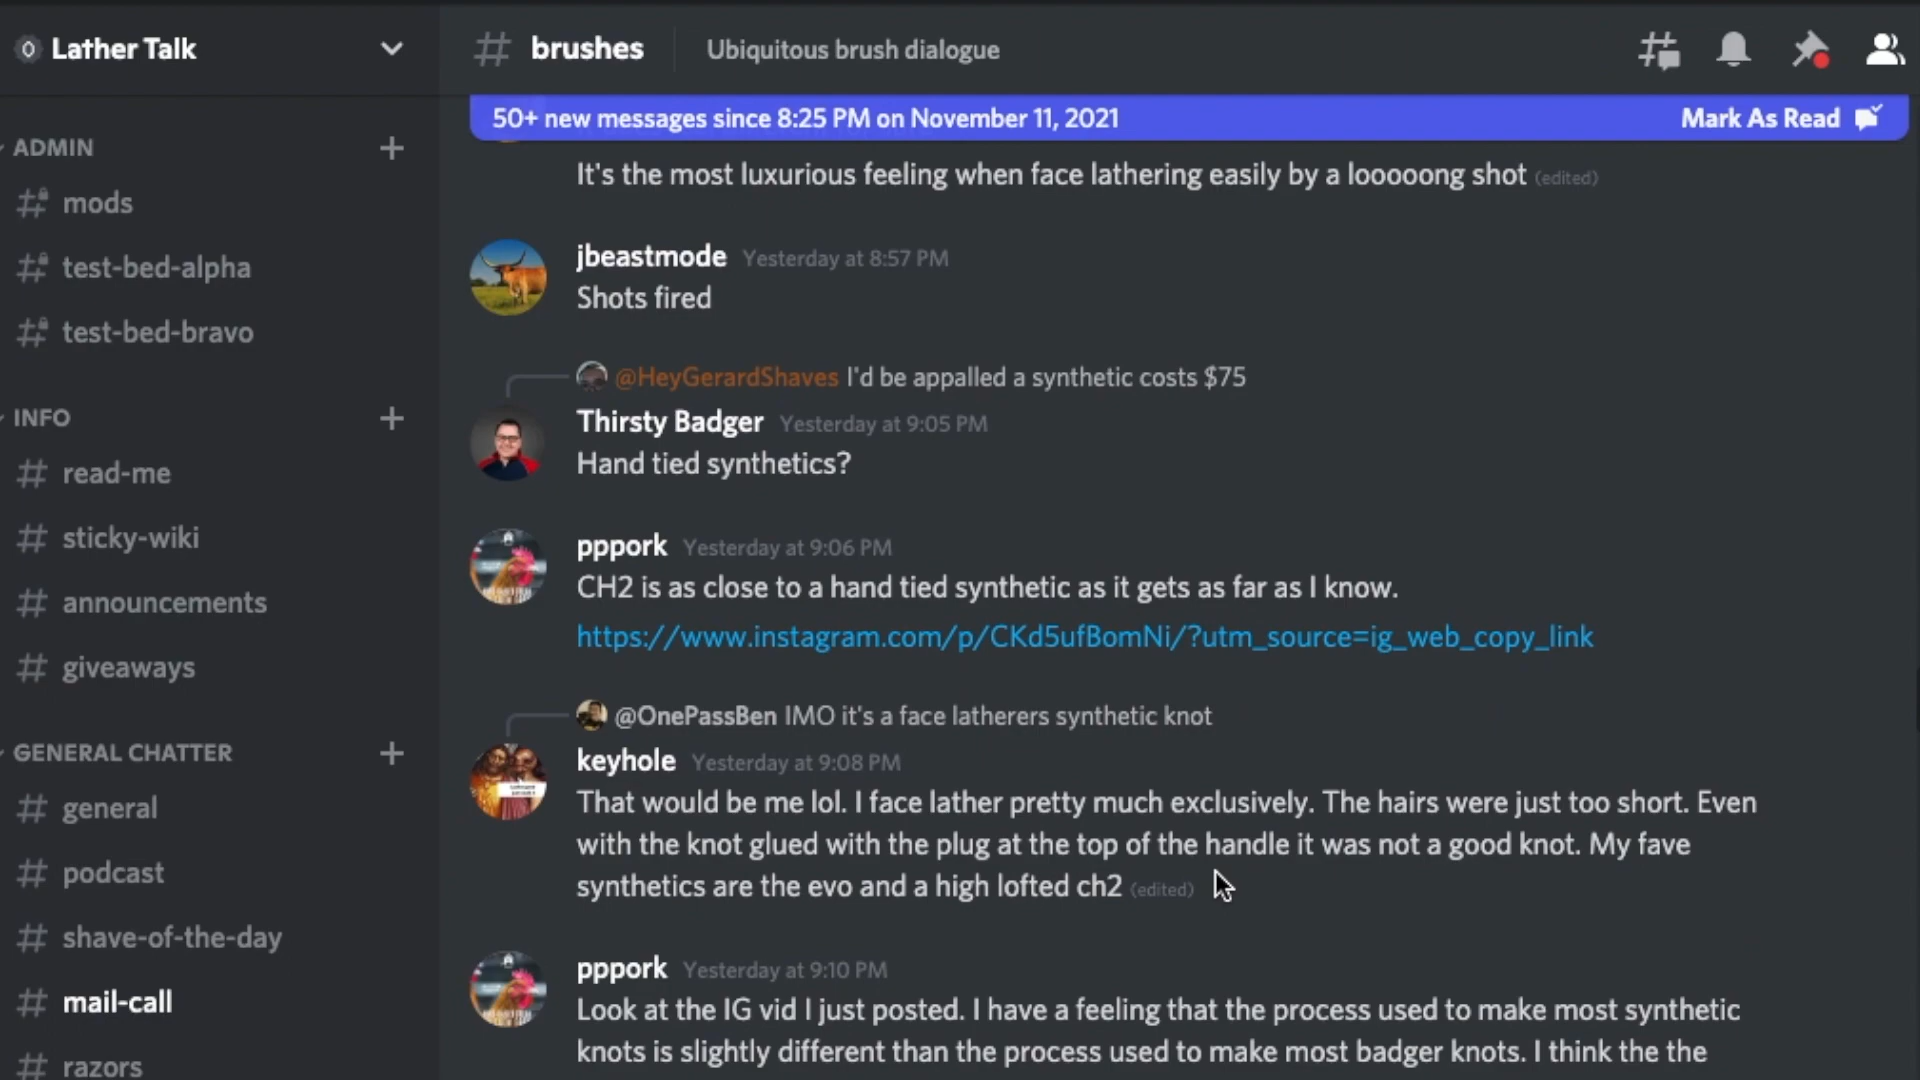 Lather Talk
ADMIN
mods
test-bed-alpha
test-bed-bravo
INFO
read-me
sticky-wiki
announcements
giveaways
GENERAL CHATTER
general
podcast
shave-of-the-day
mail-call
razors
brushes
Ubiquitous brush dialogue
50+ new messages since 8:25 PM on November 11, 2021
Mark As Read
It's the most luxurious feeling when face lathering easily by a looooong shot (edited)
jbeastmode Yesterday at 8:57 PM
Shots fired
@HeyGerardShaves I'd be appalled a synthetic costs $75
Thirsty Badger Yesterday at 9:05 PM
Hand tied synthetics?
pppork Yesterday at 9:06 PM
CH2 is as close to a hand tied synthetic as it gets as far as I know.
https://www.instagram.com/p/CKd5ufBomNi/?utm_source=ig_web_copy_link
@OnePassBen IMO it's a face latherers synthetic knot
keyhole Yesterday at 9:08 PM
That would be me lol. I face lather pretty much exclusively. The hairs were just too short. Even
with the knot glued with the plug at the top of the handle it was not a good knot. My fave
synthetics are the evo and a high lofted ch2 (edited)
pppork Yesterday at 9:10 PM
Look at the IG vid I just posted. I have a feeling that the process used to make most synthetic
knots is slightly different than the process used to make most badger knots. I think the the